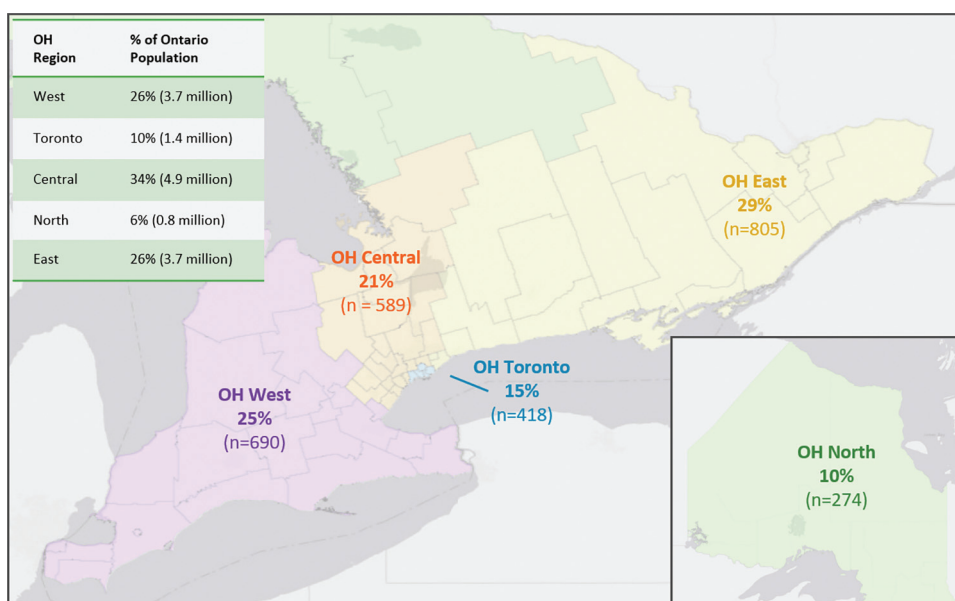 OH Region % of Ontario Population
West 26% (3.7 million)
Toronto 10% (1.4 million)
Central 34% (4.9 million)
North 6% (0.8 million)
East 26% (3.7 million)
OH East
29%
(n=805)
OH Central
21%
(n = 589)
OH Toronto
15%
(n=418)
OH West
25%
(n=690)
OH North
10%
(n=274)